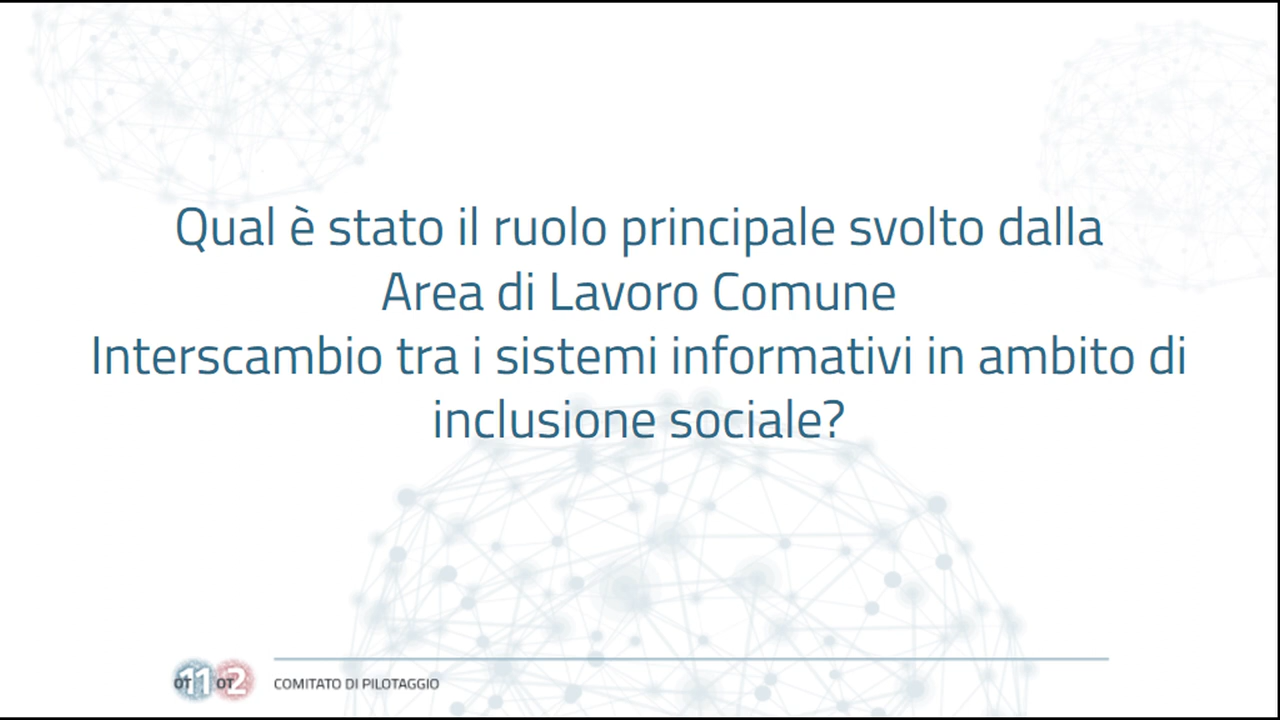 Qual è stato il ruolo principale svolto dalla
Area di Lavoro Comune
Interscambio tra i sistemi informativi in ambito di
inclusione sociale?
OT11 OT2 COMITATO DI PILOTAGGIO